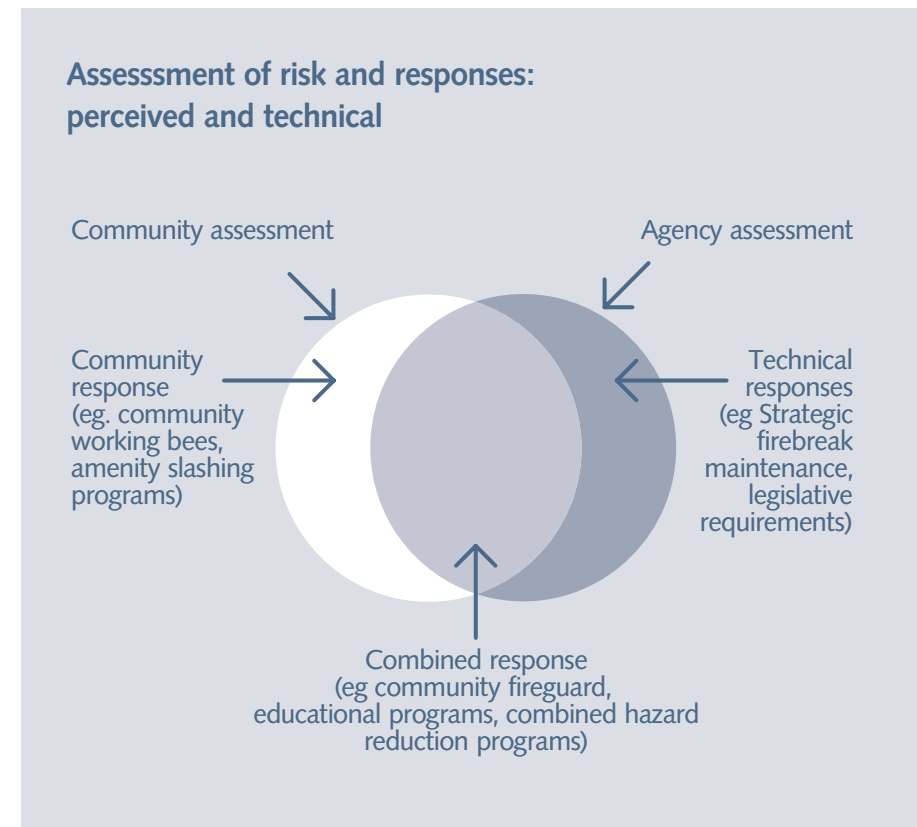 Assesssment of risk and responses:
perceived and technical
Community assessment
Agency assessment
Community
response
(eg. community
working bees,
amenity slashing
programs)
Technical
responses
(eg Strategic
firebreak
maintenance,
legislative
requirements)
Combined response
(eg community fireguard,
educational programs, combined hazard
reduction programs)